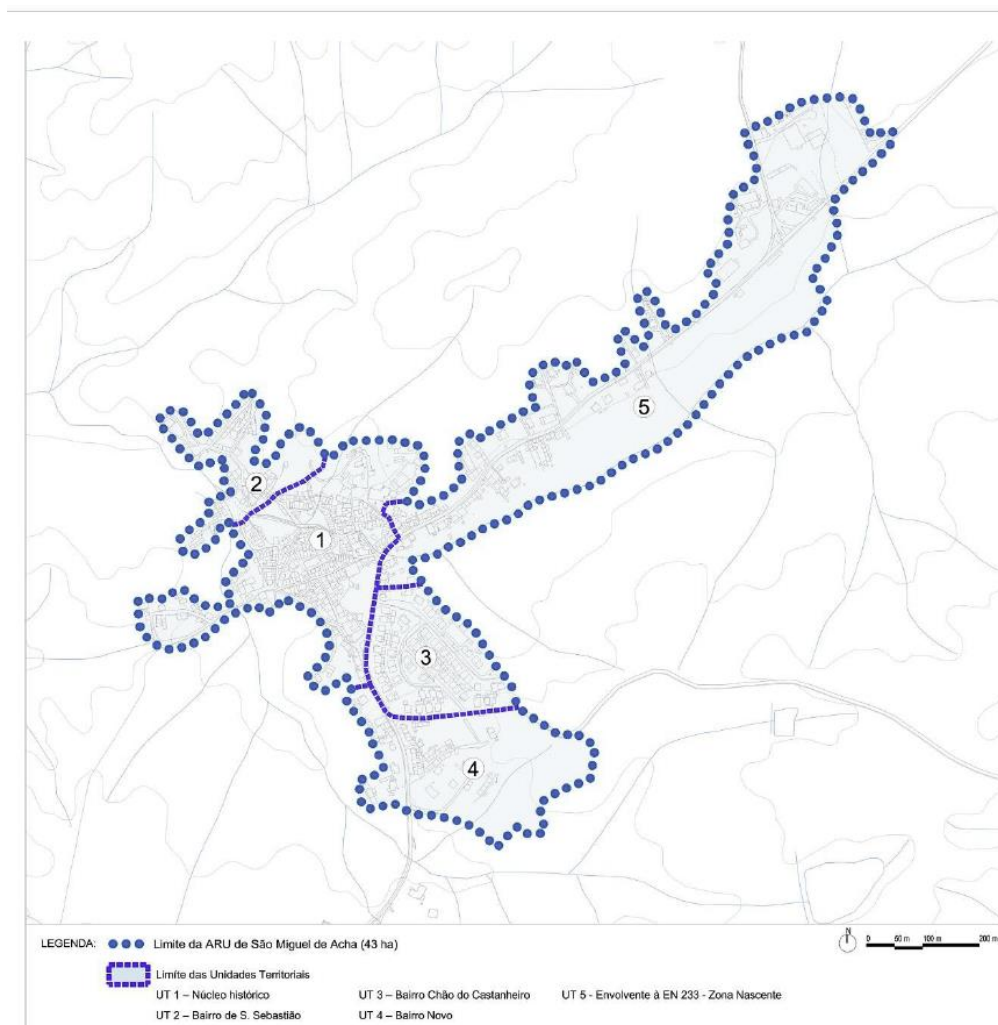 5
2
1
3
4
LEGENDA: Limite da ARU de São Miguel de Acha (43 ha)
N
0 50 m 100 m 200 m
Limite das Unidades Territoriais
UT 1 – Núcleo histórico UT 3 – Bairro Chão do Castanheiro UT 5 - Envolvente à EN 233 - Zona Nascente
UT 2 – Bairro de S. Sebastião UT 4 – Bairro Novo